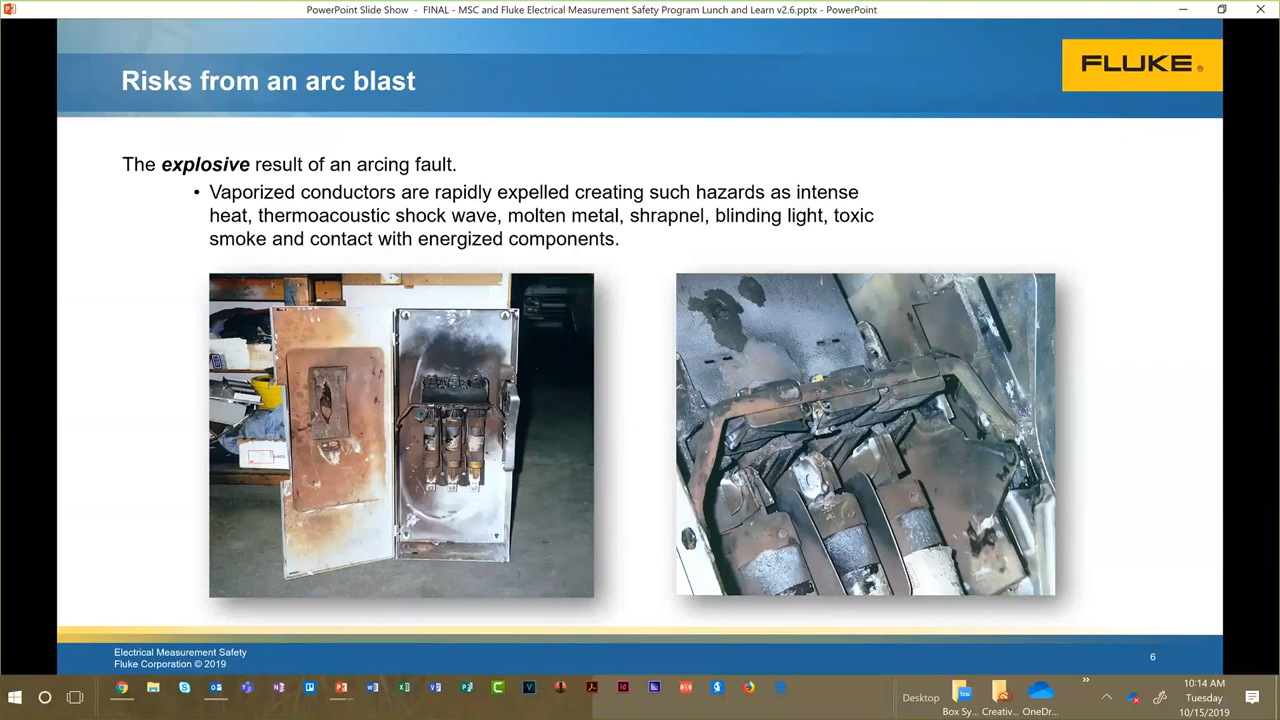 PowerPoint Slide Show - FINAL - MSC and Fluke Electrical Measurement Safety Program Lunch and Learn v2.6.pptx - PowerPoint
Risks from an arc blast
FLUKE®
The explosive result of an arcing fault.
• Vaporized conductors are rapidly expelled creating such hazards as intense
heat, thermoacoustic shock wave, molten metal, shrapnel, blinding light, toxic
smoke and contact with energized components.
Electrical Measurement Safety
Fluke Corporation © 2019
6
Desktop
Box Sy...
Creativ...
OneDr...
10:14 AM
Tuesday
10/15/2019